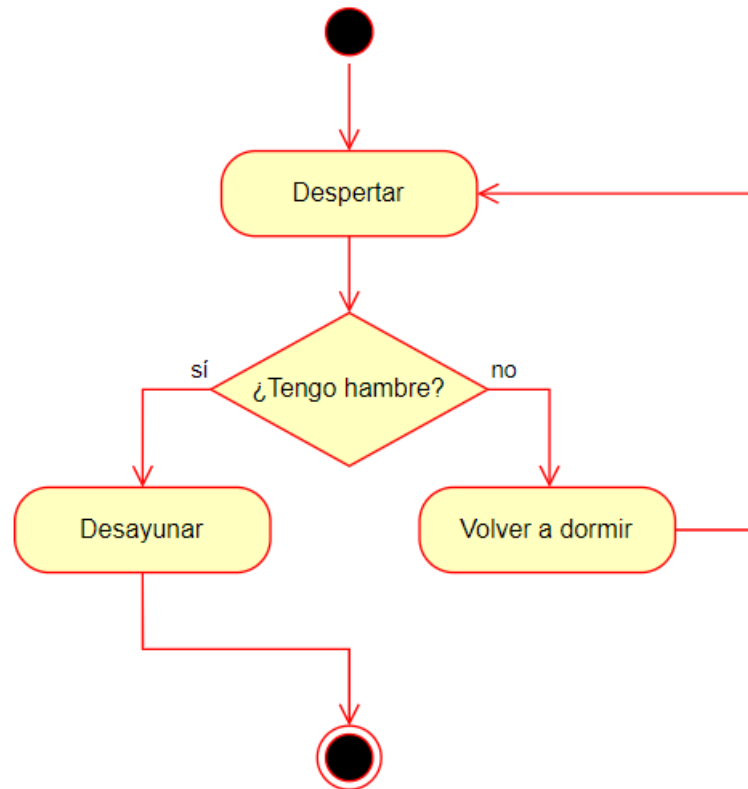 Despertar
¿Tengo hambre?
sí
no
Desayunar
Volver a dormir